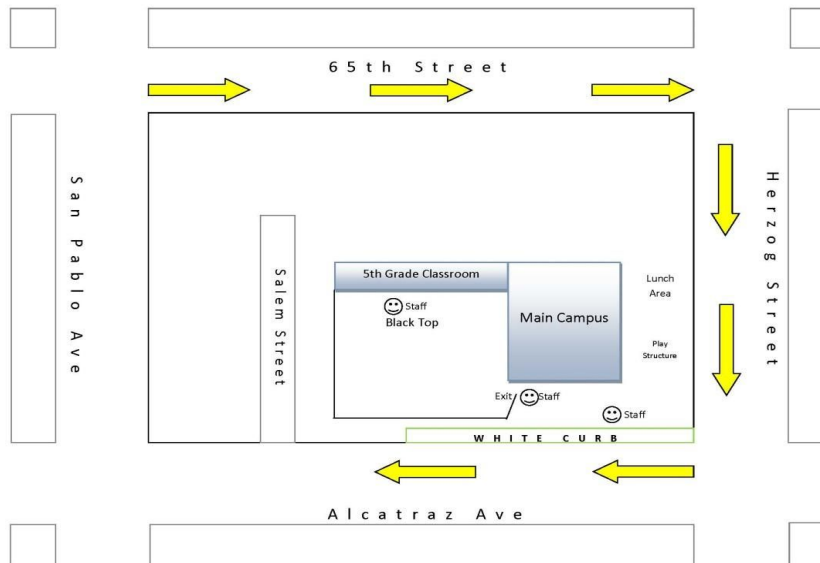 65th Street
San Pablo Ave
Herzog Street
Salem Street
5th Grade Classroom
Staff
Black Top
Main Campus
Lunch
Area
Play
Structure
Exit
Staff
Staff
WHITE CURB
Alcatraz Ave